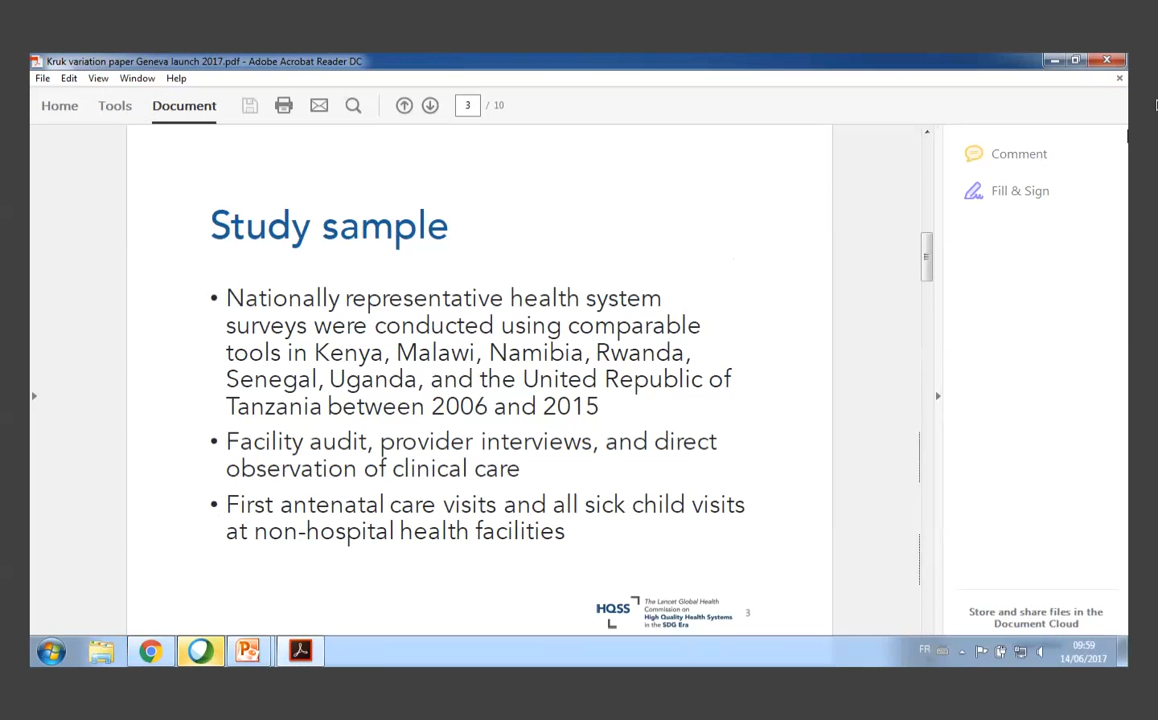 Kruk variation paper Geneva launch 2017.pdf - Adobe Acrobat Reader DC
File Edit View Window Help
Home Tools Document 3 / 10
Comment
Fill & Sign
Study sample
• Nationally representative health system
surveys were conducted using comparable
tools in Kenya, Malawi, Namibia, Rwanda,
Senegal, Uganda, and the United Republic of
Tanzania between 2006 and 2015
• Facility audit, provider interviews, and direct
observation of clinical care
• First antenatal care visits and all sick child visits
at non-hospital health facilities
HQSS
The Lancet Global Health
Commission on
High Quality Health Systems
in the SDG Era
3
Store and share files in the
Document Cloud
FR
09:59
14/06/2017